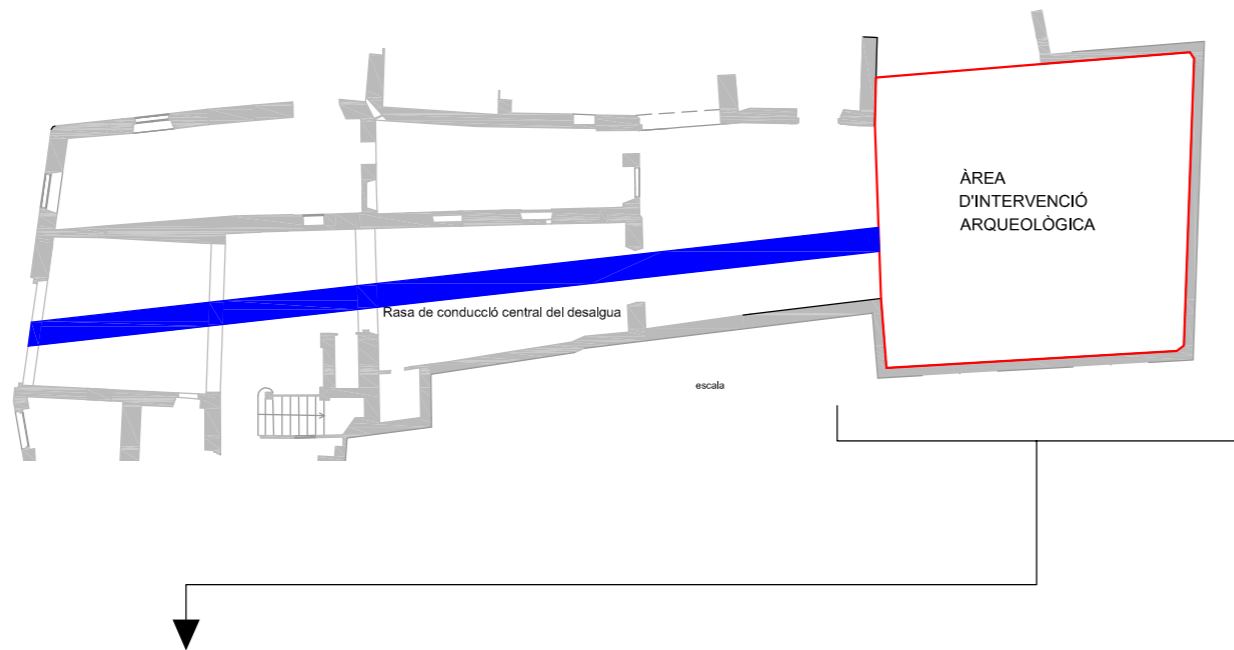 ÀREA
D'INTERVENCIÓ
ARQUEOLÒGICA
Rasa de conducció central del desalgua
escala